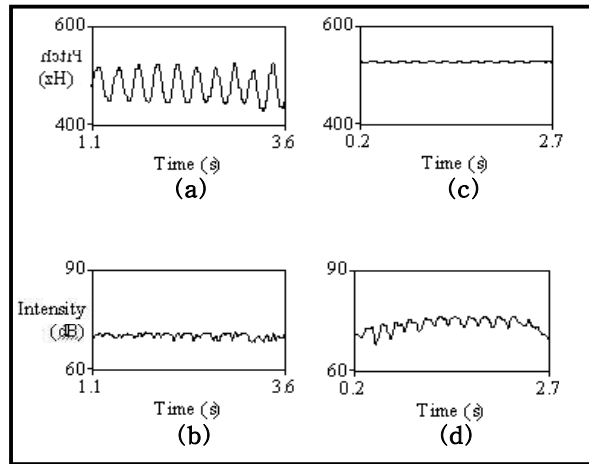 600
Pitch
(Hz)
400
1.1 3.6
Time (s)
(a)
600
400
0.2 2.7
Time (s)
(c)
90
Intensity
(dB)
60
1.1 3.6
Time (s)
(b)
90
60
0.2 2.7
Time (s)
(d)